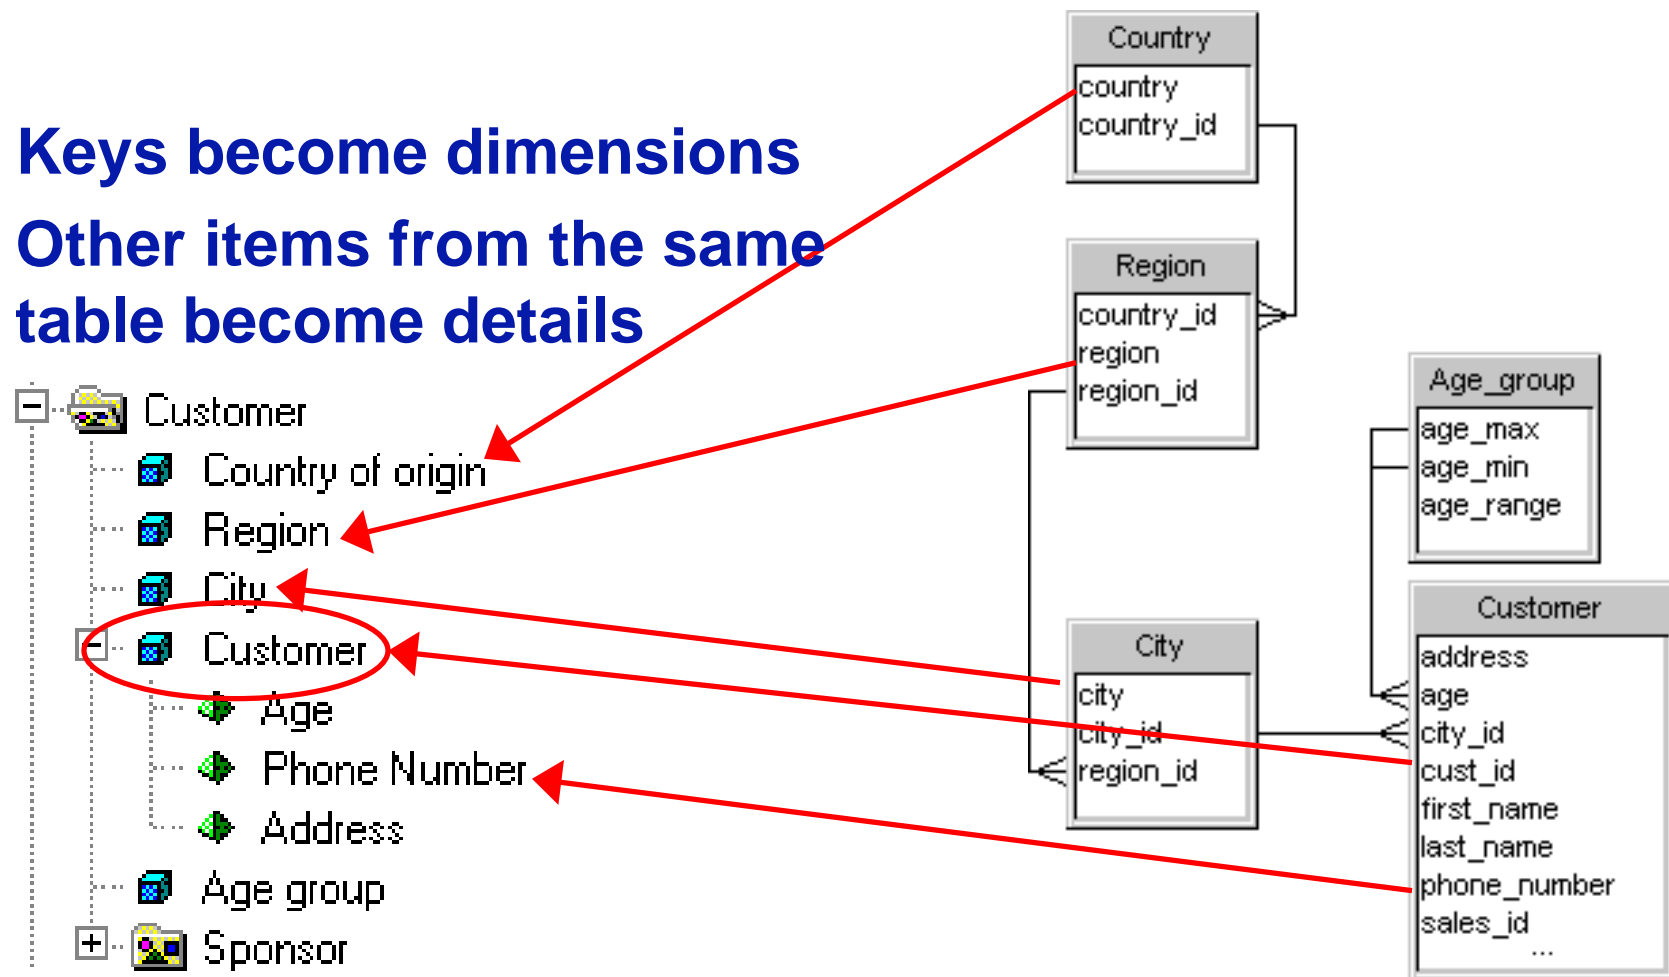 Keys become dimensions
Other items from the same
table become details
Customer
Country of origin
Region
City
Customer
Age
Phone Number
Address
Age group
Sponsor
Country
country
country_id
Region
country_id
region
region_id
City
city
city_id
region_id
Age_group
age_max
age_min
age_range
Customer
address
age
city_id
cust_id
first_name
last_name
phone_number
sales_id
...